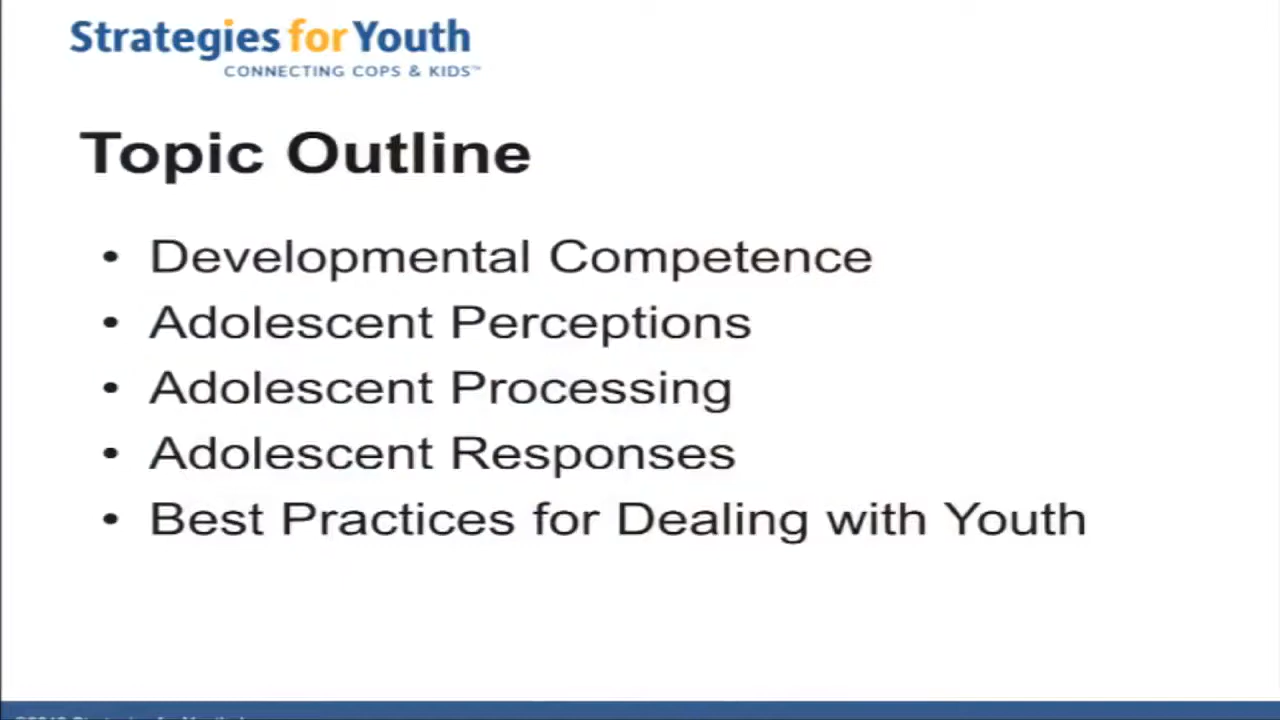 Strategies for Youth
CONNECTING COPS & KIDS™
Topic Outline
• Developmental Competence
• Adolescent Perceptions
• Adolescent Processing
• Adolescent Responses
• Best Practices for Dealing with Youth